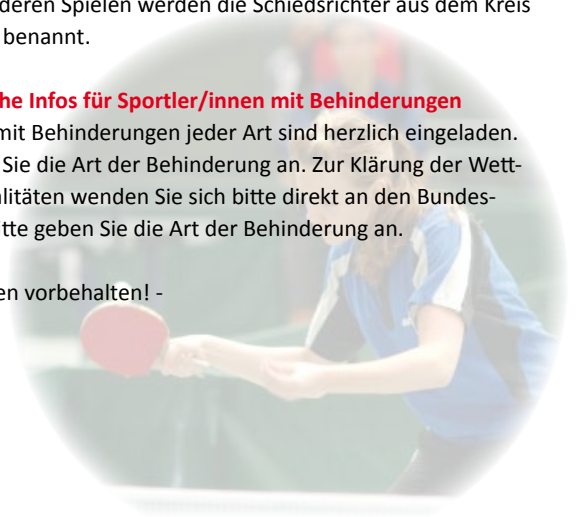 deren Spielen werden die Schiedsrichter aus dem Kreis
benannt.
he Infos für Sportler/innen mit Behinderungen
mit Behinderungen jeder Art sind herzlich eingeladen.
Sie die Art der Behinderung an. Zur Klärung der Wett-
alitäten wenden Sie sich bitte direkt an den Bundes-
tte geben Sie die Art der Behinderung an.
en vorbehalten! -